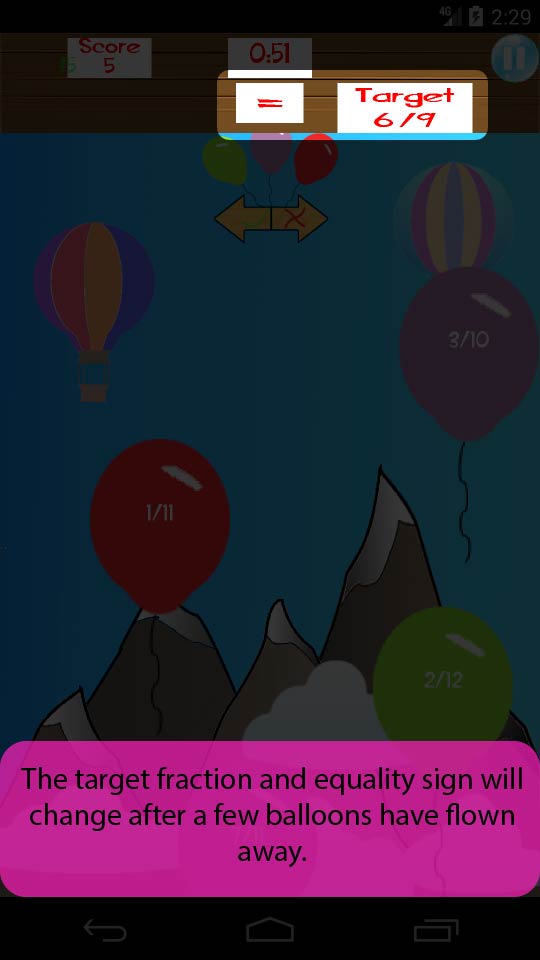 4G 2:29
Score
5
5
0:51
=
Target
6/9
3/10
1/11
2/12
The target fraction and equality sign will
change after a few balloons have flown
away.